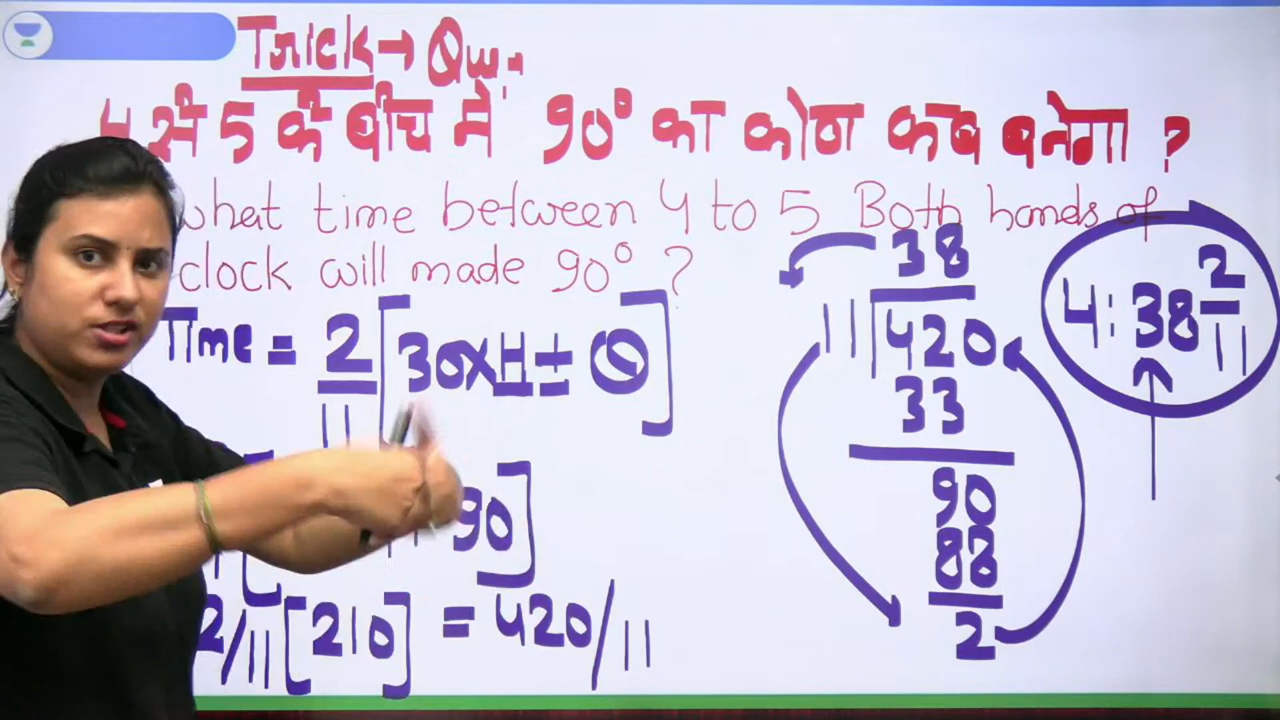 Trick → Qu.
4 से 5 के बीच में 90° का कोण कब बनेगा ?
what time between 4 to 5 Both hands of
clock will made 90° ?
Time = 2/11 [30×H ± θ]
90]
2/11 [210] = 420/11
38
11 420
33
90
88
2
4:38 2/11